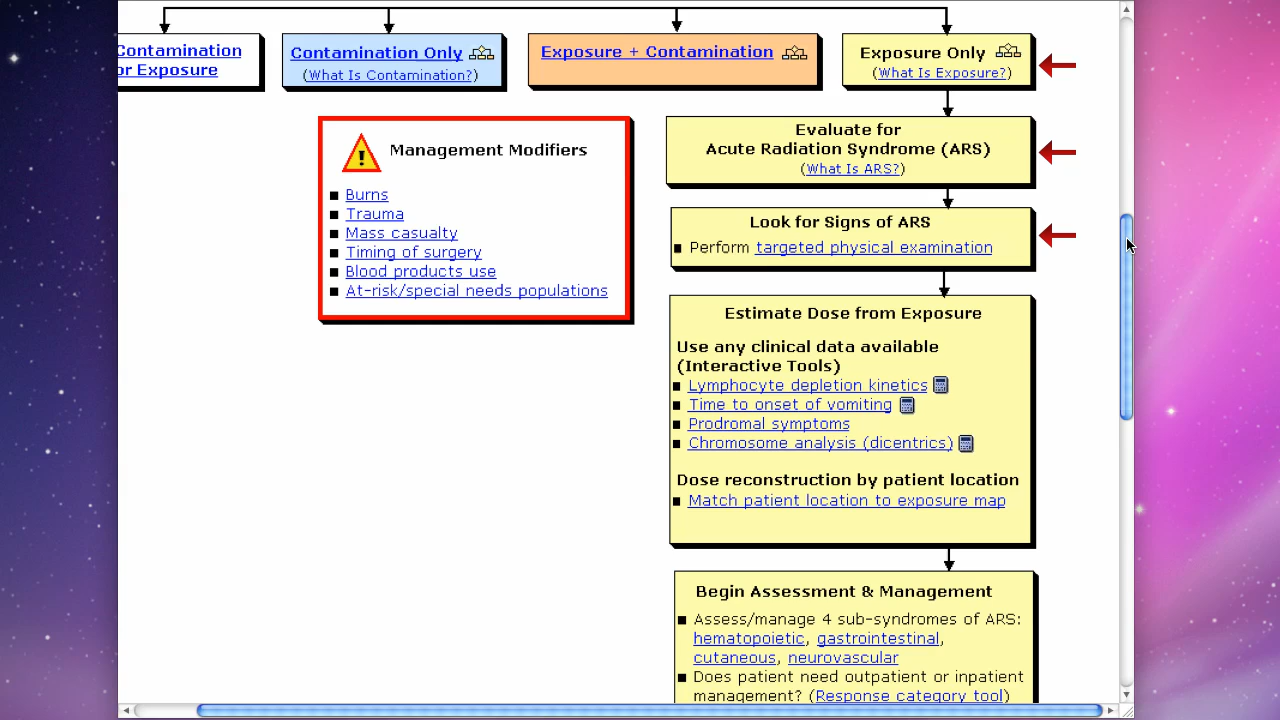 Contamination
or Exposure
Contamination Only
(What Is Contamination?)
Exposure + Contamination
Exposure Only
(What Is Exposure?)
Evaluate for
Acute Radiation Syndrome (ARS)
(What Is ARS?)
Look for Signs of ARS
Perform targeted physical examination
Management Modifiers
Burns
Trauma
Mass casualty
Timing of surgery
Blood products use
At-risk/special needs populations
Estimate Dose from Exposure
Use any clinical data available
(Interactive Tools)
Lymphocyte depletion kinetics
Time to onset of vomiting
Prodromal symptoms
Chromosome analysis (dicentrics)
Dose reconstruction by patient location
Match patient location to exposure map
Begin Assessment & Management
Assess/manage 4 sub-syndromes of ARS:
hematopoietic, gastrointestinal,
cutaneous, neurovascular
Does patient need outpatient or inpatient
management? (Response category tool)